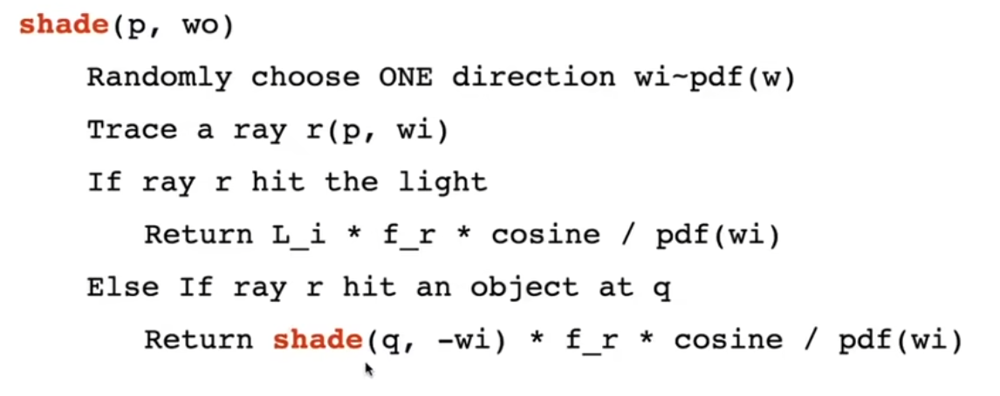 shade(p, wo)
Randomly choose ONE direction wi~pdf(w)
Trace a ray r(p, wi)
If ray r hit the light
Return L_i * f_r * cosine / pdf(wi)
Else If ray r hit an object at q
Return shade(q, -wi) * f_r * cosine / pdf(wi)